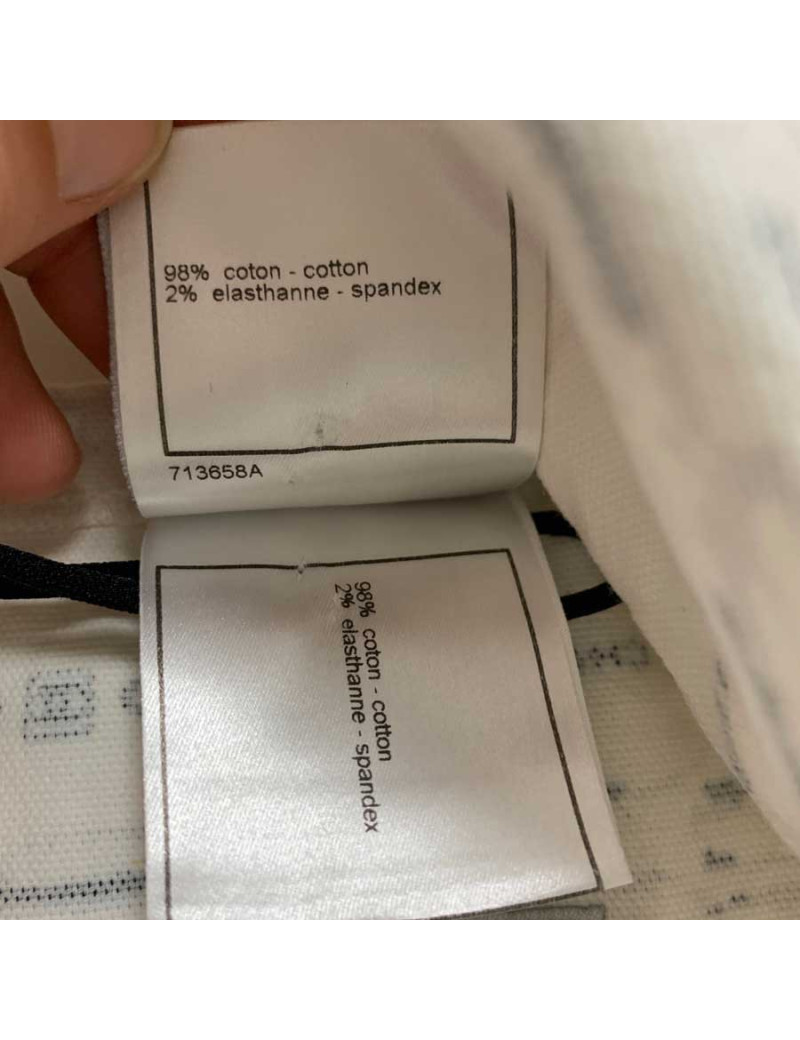 98% coton - cotton
2% elasthanne - spandex
713658A
98% coton - cotton
2% elasthanne - spandex